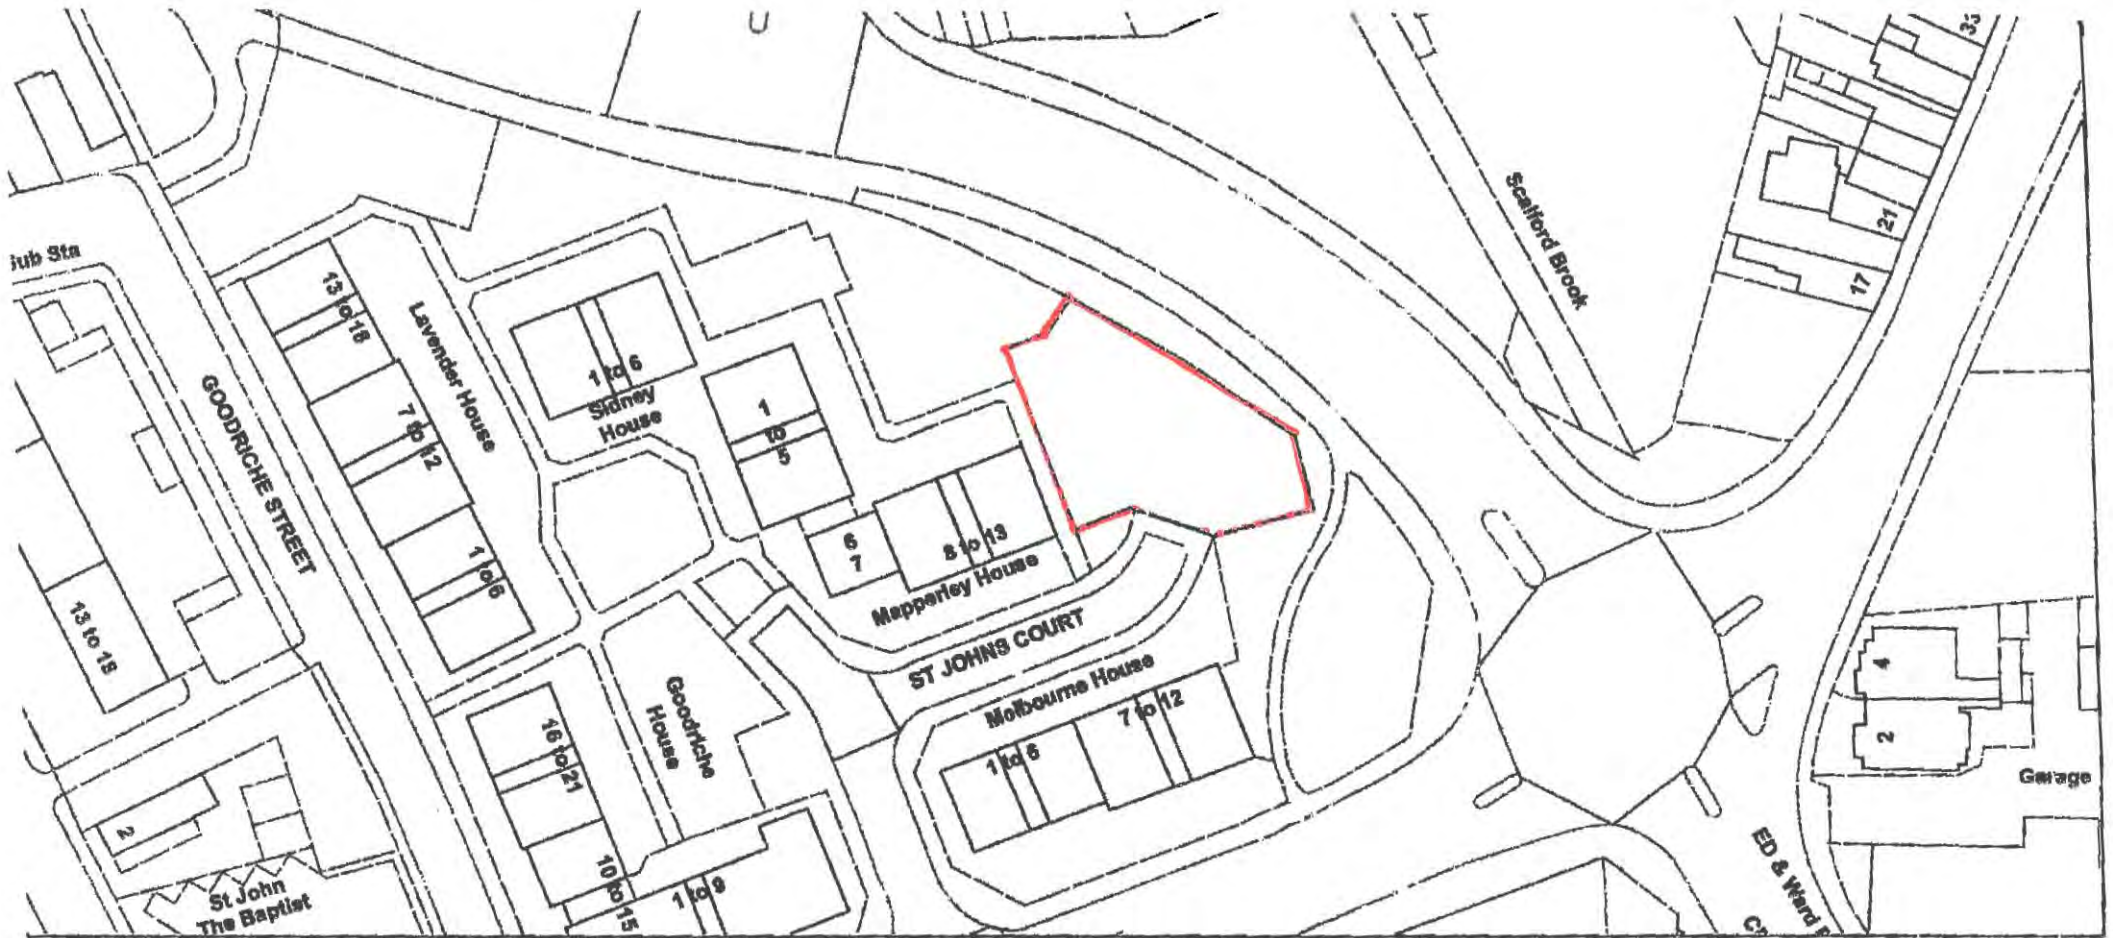 33
Scalford Brook
21
17
Sub Sta
13 to 18
Lavender House
7 to 12
1 to 6
GOODRICHE STREET
1 to 6
Sidney
House
1
to 5
6
7
8 to 13
Mapperley House
ST JOHNS COURT
Melbourne House
7 to 12
1 to 6
Goodriche
House
16 to 21
10 to 15
1 to 9
13 to 18
2
St John
The Baptist
4
2
Garage
ED & Ward